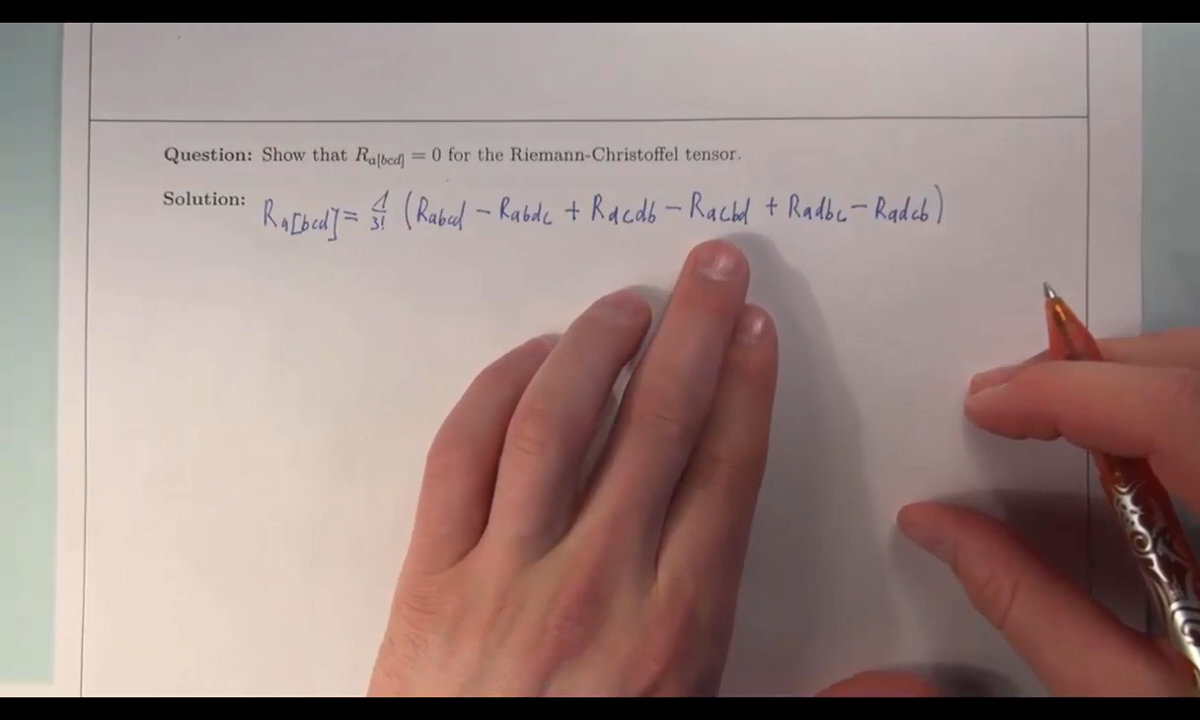 Question: Show that R_{a[bcd]} = 0 for the Riemann-Christoffel tensor.
Solution: R_{a[bcd]} = 1/3! (R_{abcd} - R_{abdc} + R_{acdb} - R_{acbd} + R_{adbc} - R_{adcb})